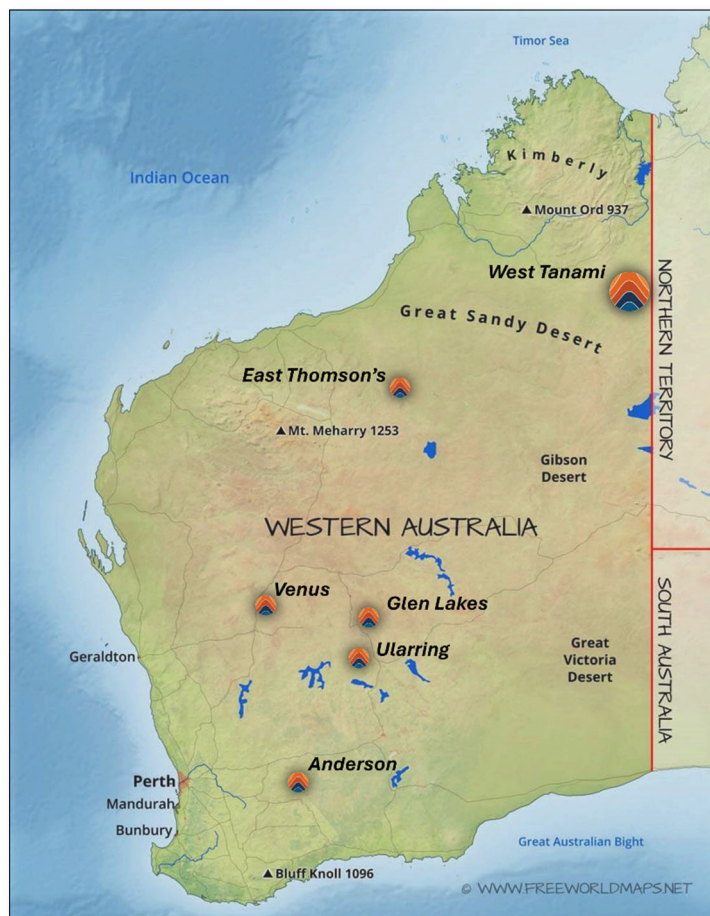 Timor Sea
Kimberly
Indian Ocean
Mount Ord 937
West Tanami
NORTHERN TERRITORY
Great Sandy Desert
East Thomson's
Mt. Meharry 1253
Gibson
Desert
WESTERN AUSTRALIA
Venus
Glen Lakes
SOUTH AUSTRALIA
Ularring
Geraldton
Great
Victoria
Desert
Anderson
Perth
Mandurah
Bunbury
Great Australian Bight
Bluff Knoll 1096
© WWW.FREEWORLDMAPS.NET